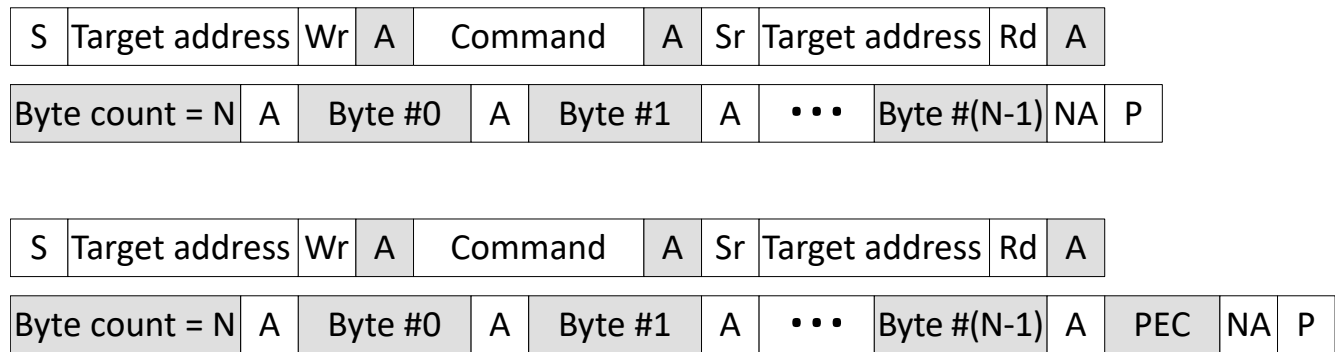 S Target address Wr A Command A Sr Target address Rd A
Byte count = N A Byte #0 A Byte #1 A ••• Byte #(N-1) NA P
S Target address Wr A Command A Sr Target address Rd A
Byte count = N A Byte #0 A Byte #1 A ••• Byte #(N-1) A PEC NA P